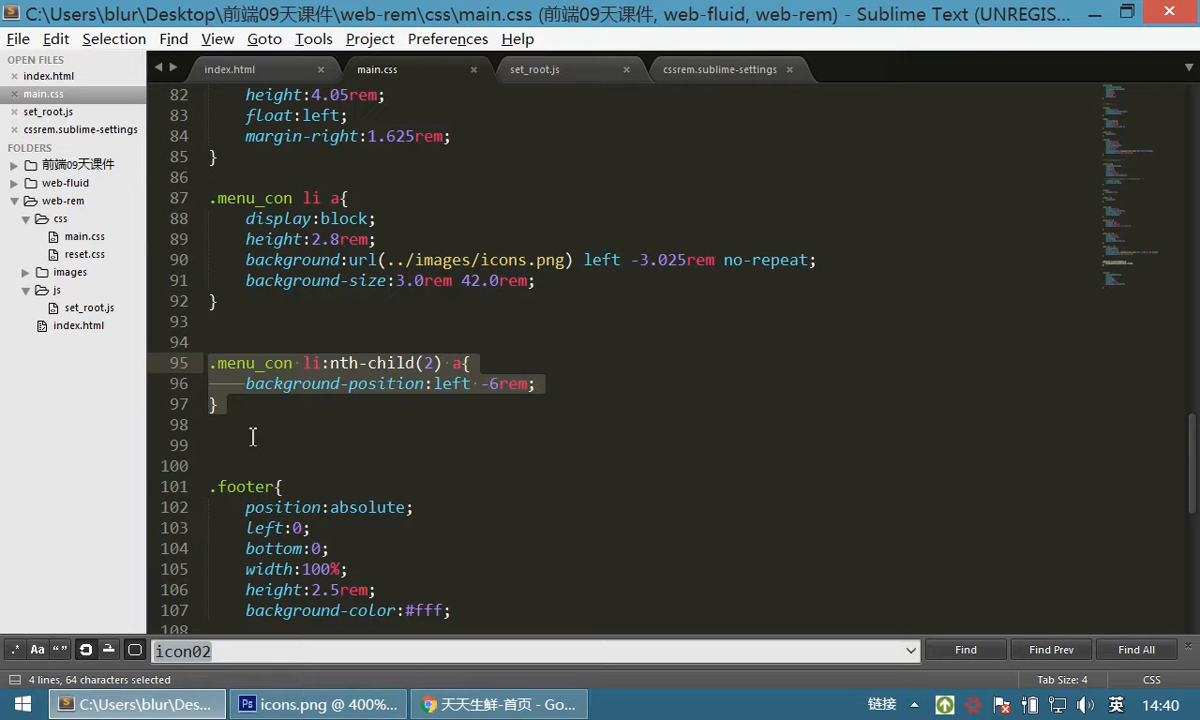 C:\Users\blur\Desktop\前端09天课件\web-rem\css\main.css (前端09天课件, web-fluid, web-rem) - Sublime Text (UNREGIS...
File Edit Selection Find View Goto Tools Project Preferences Help
OPEN FILES
index.html
main.css
set_root.js
cssrem.sublime-settings
FOLDERS
前端09天课件
web-fluid
web-rem
css
main.css
reset.css
images
js
set_root.js
index.html
index.html main.css set_root.js cssrem.sublime-settings
82 height:4.05rem;
83 float:left;
84 margin-right:1.625rem;
85 }
86
87 .menu_con li a{
88 display:block;
89 height:2.8rem;
90 background:url(../images/icons.png) left -3.025rem no-repeat;
91 background-size:3.0rem 42.0rem;
92 }
93
94
95 .menu_con li:nth-child(2) a{
96 background-position:left -6rem;
97 }
98
99
100
101 .footer{
102 position:absolute;
103 left:0;
104 bottom:0;
105 width:100%;
106 height:2.5rem;
107 background-color:#fff;
108
.* Aa “” icon02 Find Find Prev Find All
4 lines, 64 characters selected Tab Size: 4 CSS
C:\Users\blur\Des... icons.png @ 400%... 天天生鲜-首页 - Go... 链接 英 14:40